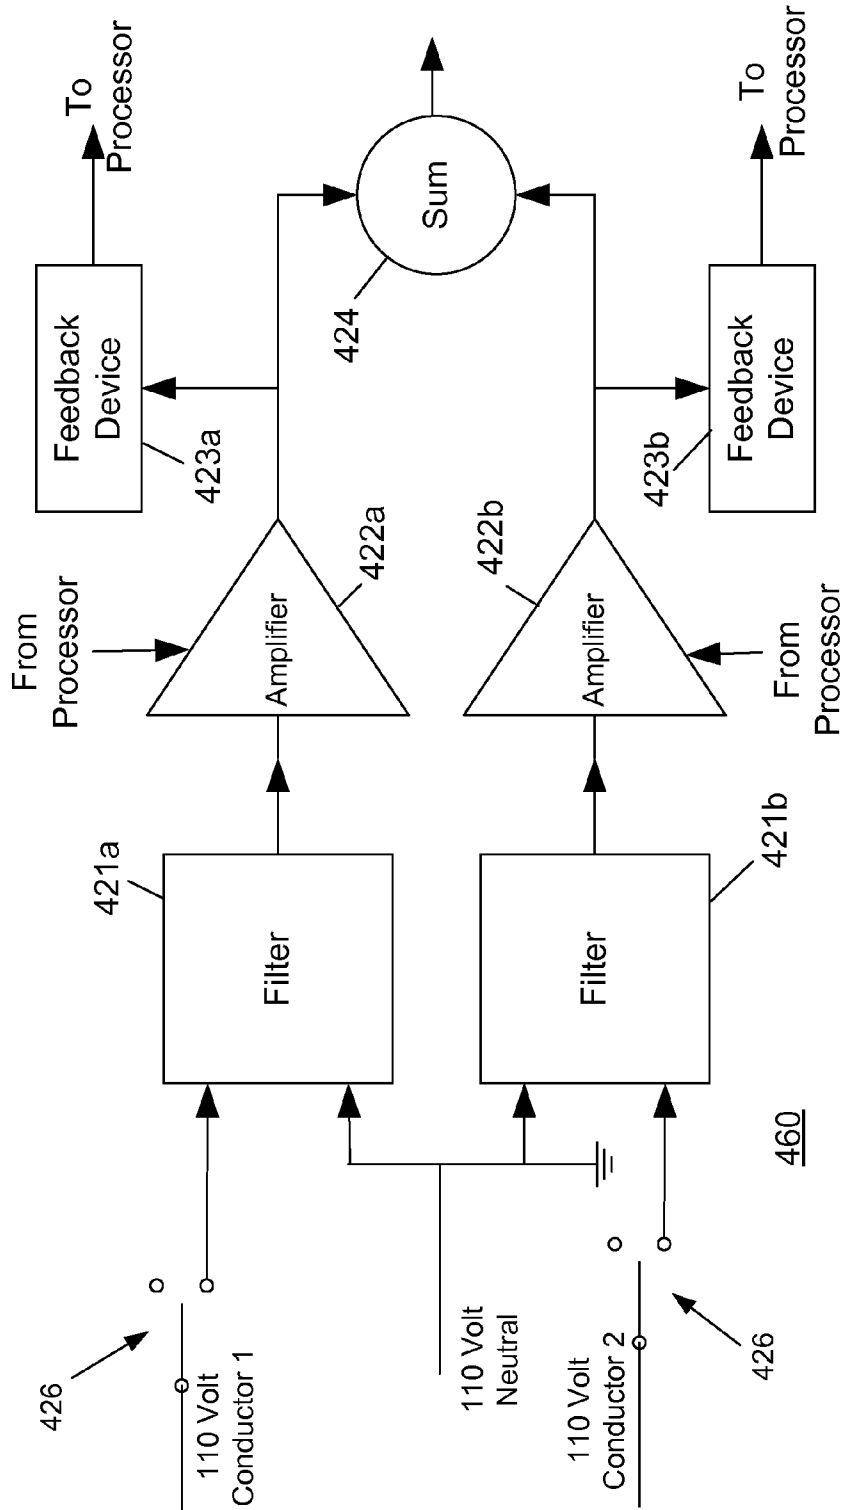 To
Processor
Feedback
Device
423a
From
Processor
Amplifier
422a
421a
Filter
426
110 Volt
Conductor 1
Sum
424
110 Volt
Neutral
To
Processor
Feedback
Device
423b
422b
Amplifier
From
Processor
421b
Filter
110 Volt
Conductor 2
426
460